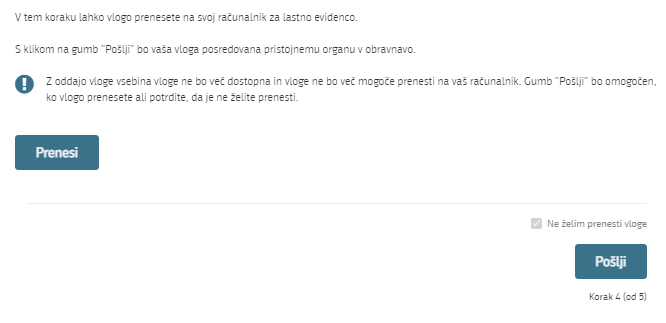 V tem koraku lahko vlogo prenesete na svoj računalnik za lastno evidenco.
S klikom na gumb "Pošlji" bo vaša vloga posredovana pristojnemu organu v obravnavo.
Z oddajo vloge vsebina vloge ne bo več dostopna in vloge ne bo več mogoče prenesti na vaš računalnik. Gumb "Pošlji" bo omogočen,
ko vlogo prenesete ali potrdite, da je ne želite prenesti.
Prenesi
Ne želim prenesti vloge
Pošlji
Korak 4 (od 5)